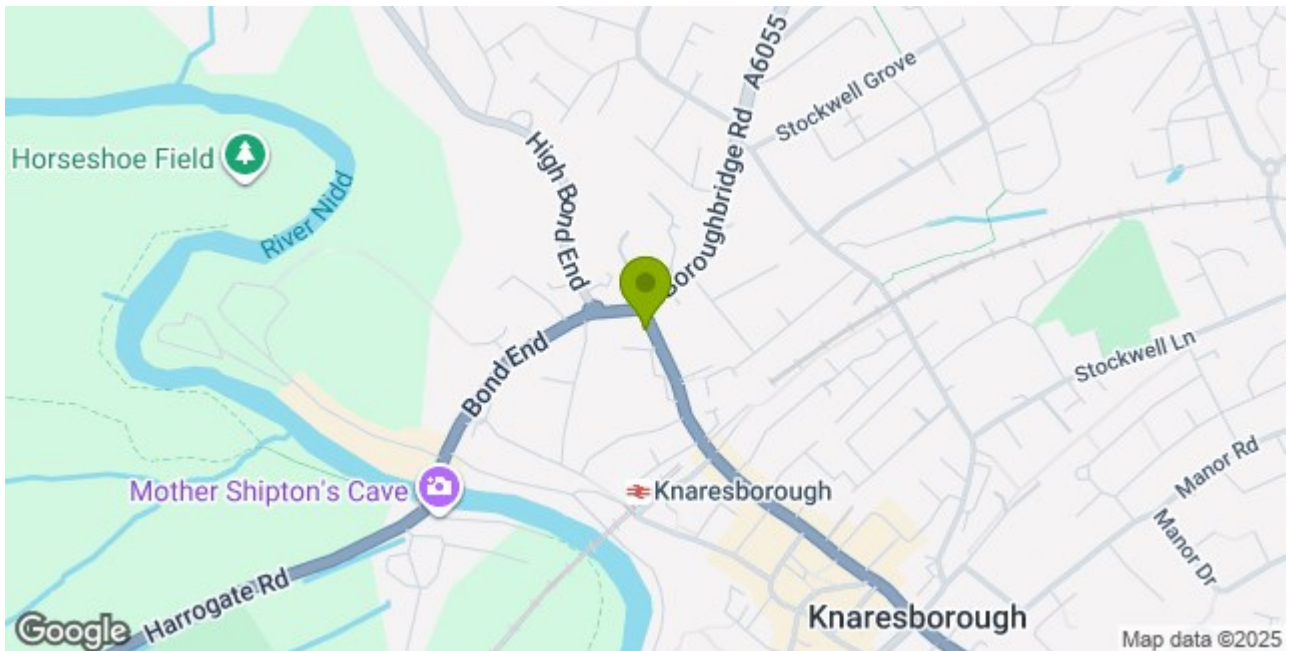 A6055
Stockwell Grove
Boroughbridge Rd
High Bond End
Horseshoe Field
River Nidd
Bond End
Stockwell Ln
Manor Rd
Mother Shipton's Cave
Knaresborough
Manor Dr
Harrogate Rd
Knaresborough
Google
Map data ©2025